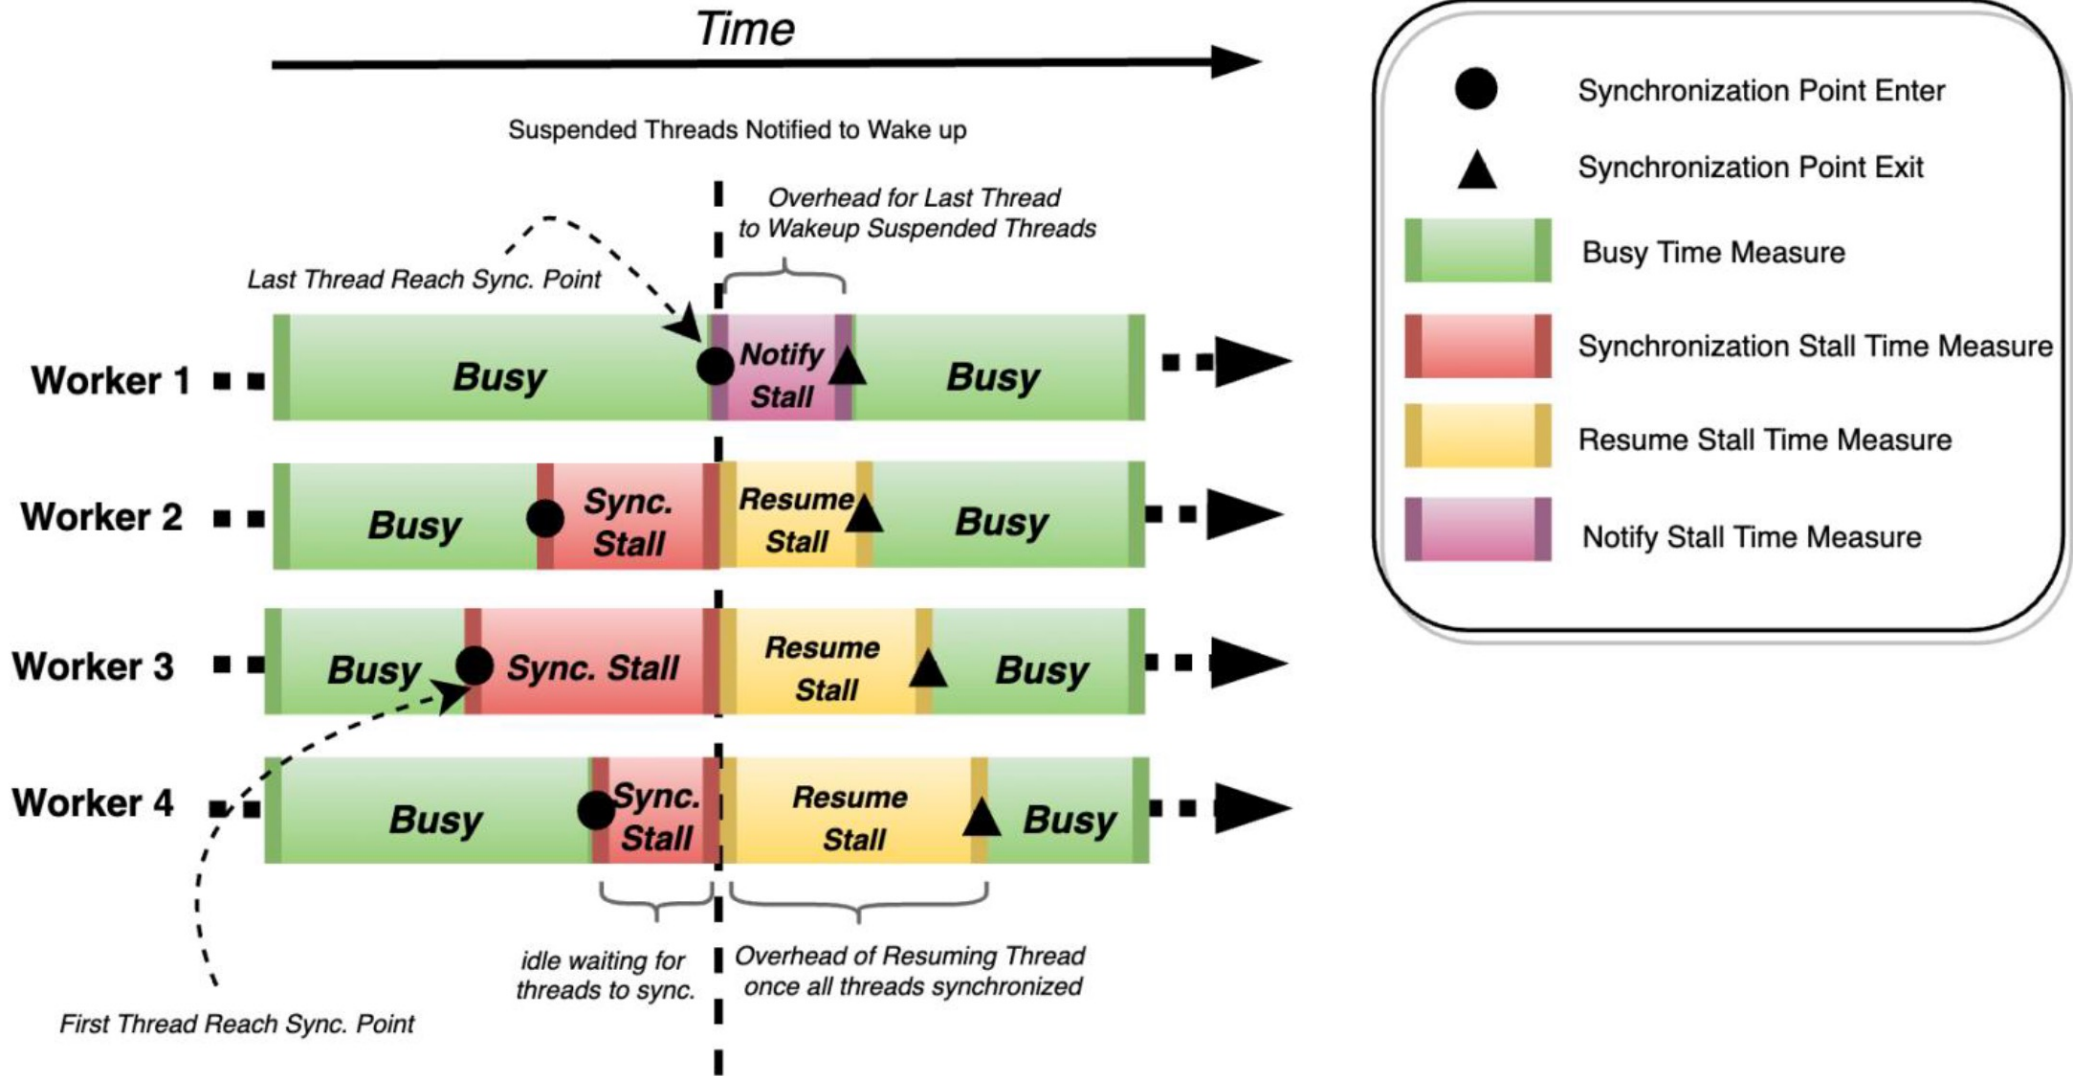 Time
Suspended Threads Notified to Wake up
Overhead for Last Thread
to Wakeup Suspended Threads
Last Thread Reach Sync. Point
Worker 1
Busy
Notify
Stall
Busy
Worker 2
Busy
Sync.
Stall
Resume
Stall
Busy
Worker 3
Busy
Sync. Stall
Resume
Stall
Busy
Worker 4
Busy
Sync.
Stall
Resume
Stall
Busy
idle waiting for
threads to sync.
Overhead of Resuming Thread
once all threads synchronized
First Thread Reach Sync. Point
Synchronization Point Enter
Synchronization Point Exit
Busy Time Measure
Synchronization Stall Time Measure
Resume Stall Time Measure
Notify Stall Time Measure